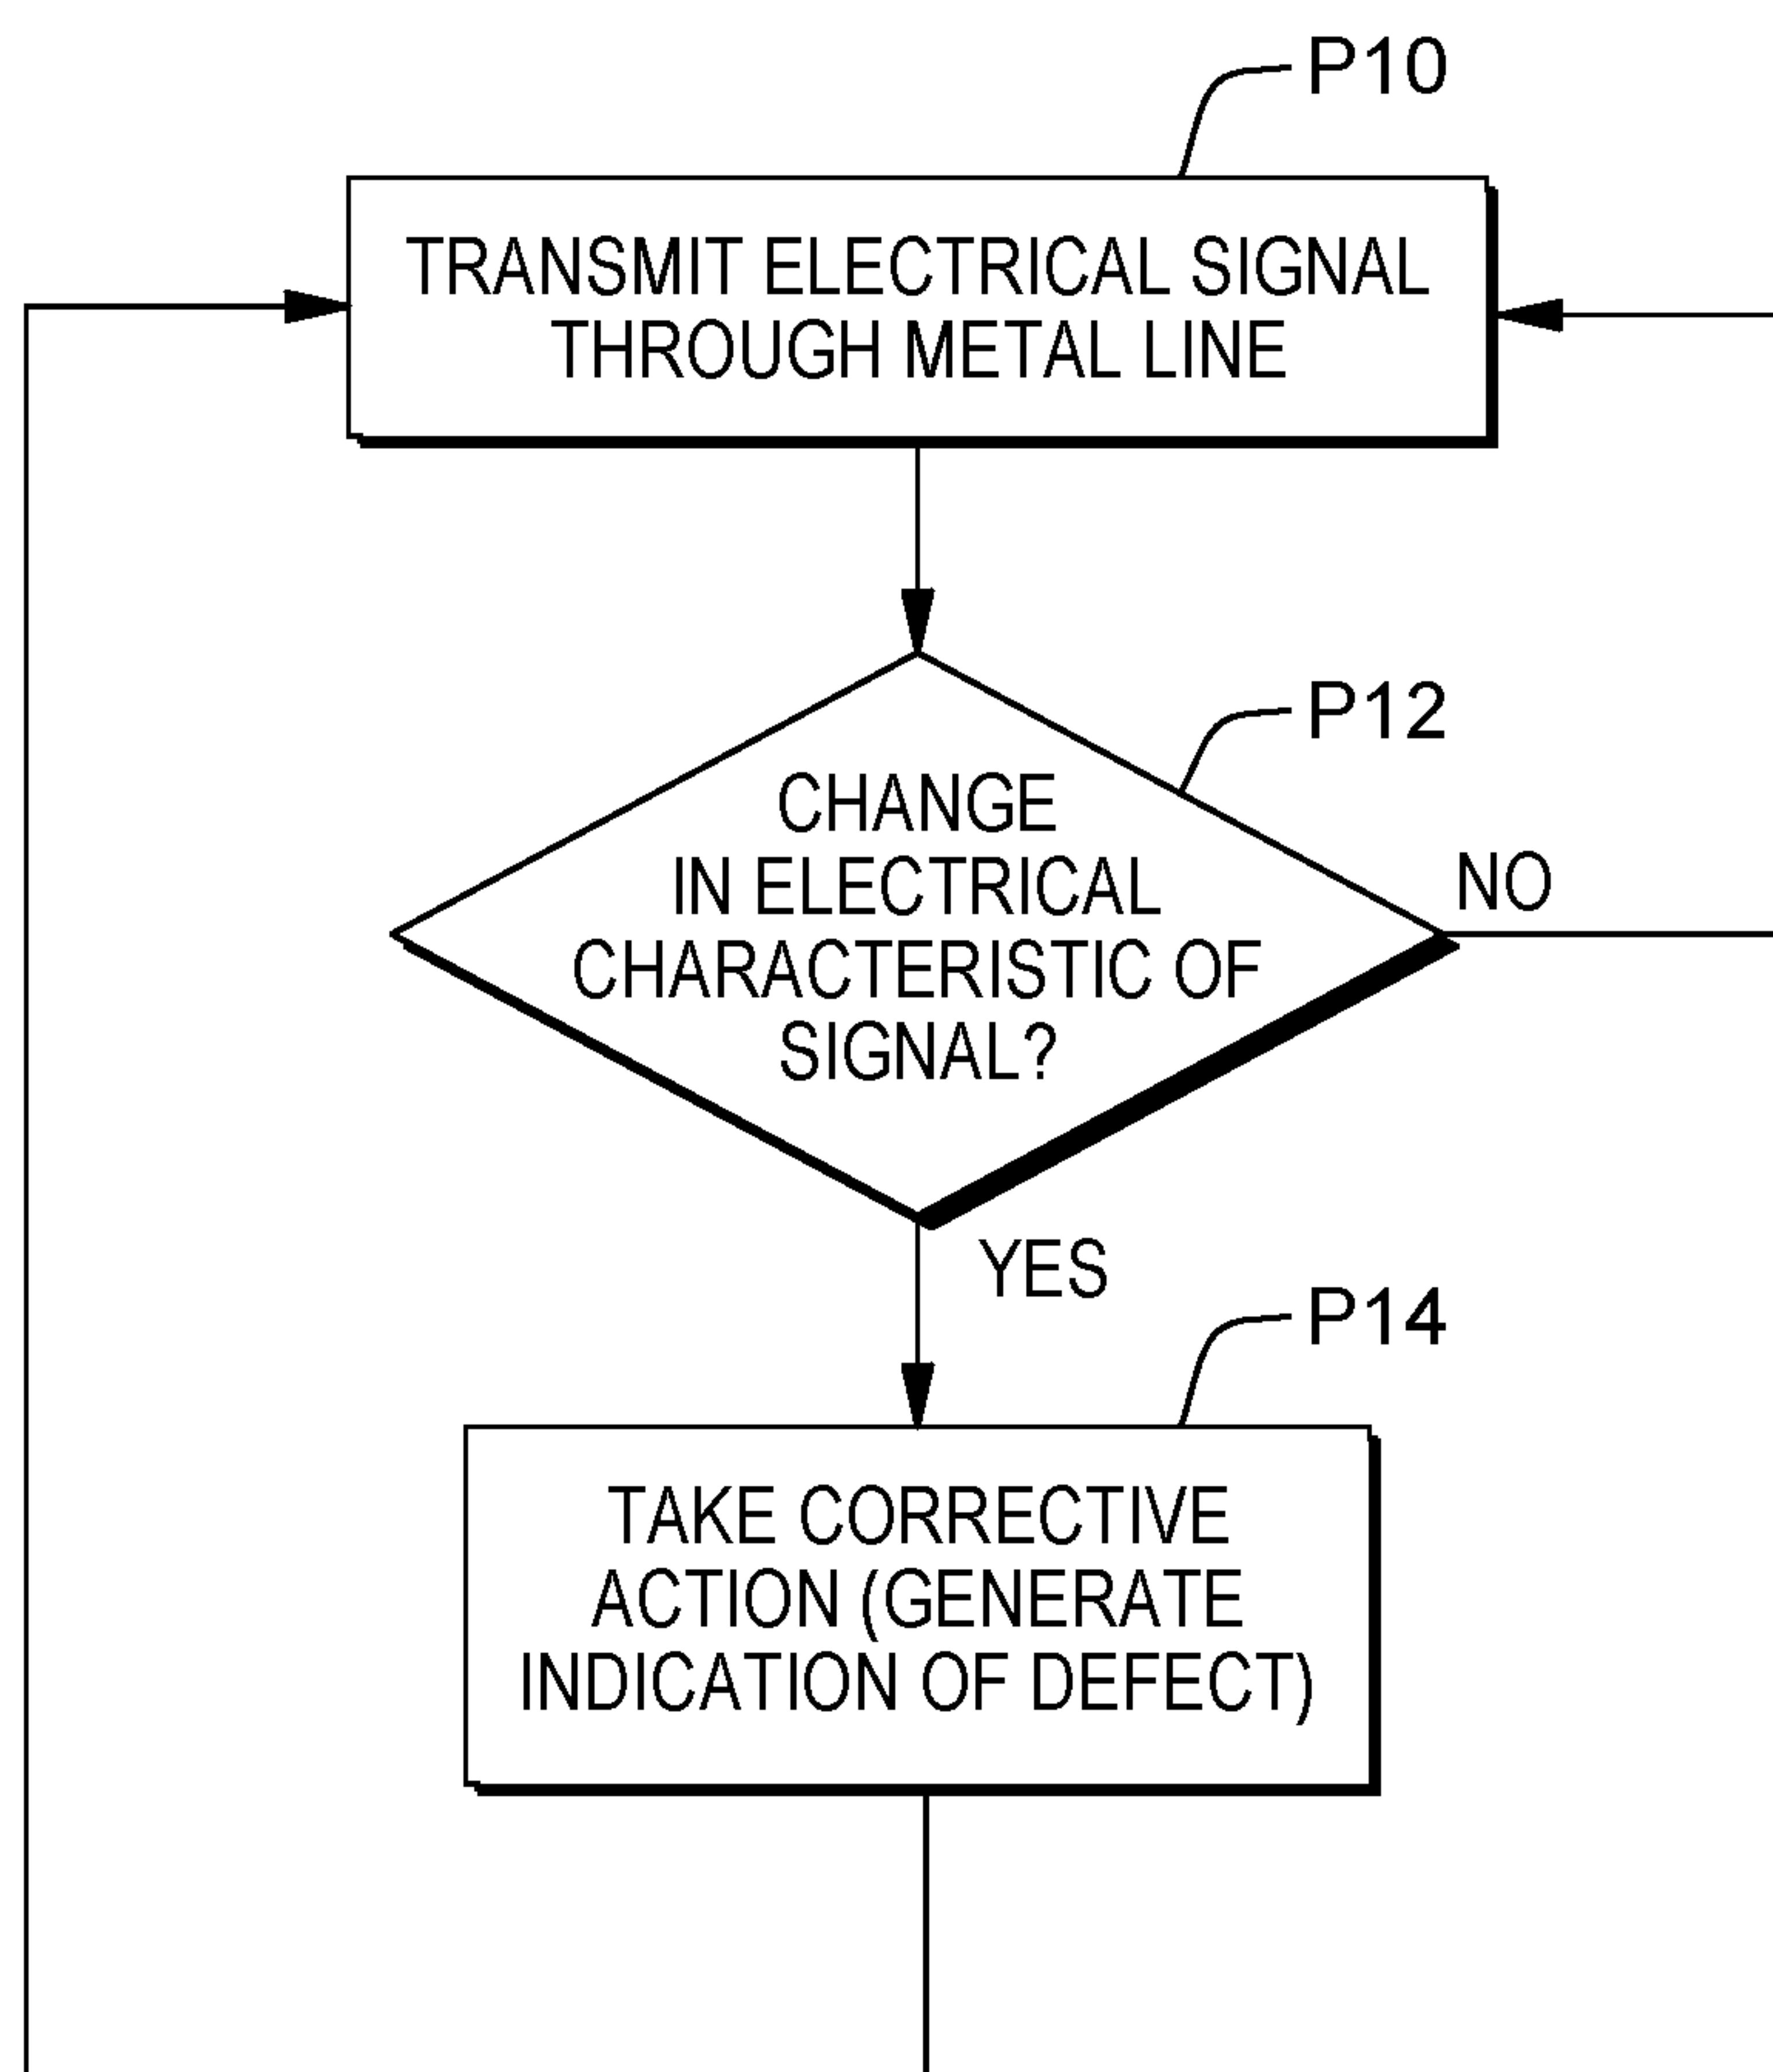 P10
TRANSMIT ELECTRICAL SIGNAL
THROUGH METAL LINE
P12
CHANGE
IN ELECTRICAL
CHARACTERISTIC OF
SIGNAL?
NO
YES
P14
TAKE CORRECTIVE
ACTION (GENERATE
INDICATION OF DEFECT)